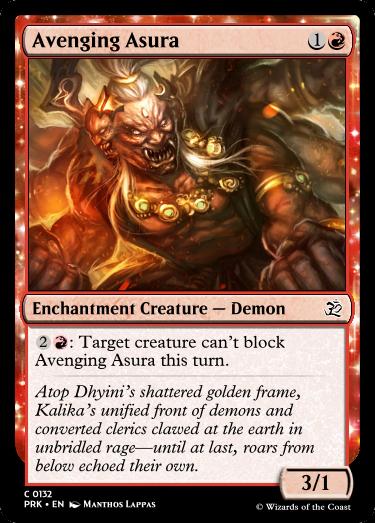 Avenging Asura 1
Enchantment Creature — Demon
2 : Target creature can't block
Avenging Asura this turn.
Atop Dhyini's shattered golden frame,
Kalika's unified front of demons and
converted clerics clawed at the earth in
unbridled rage—until at last, roars from
below echoed their own.
3/1
C 0132
PRK • EN Manthos Lappas
© Wizards of the Coast